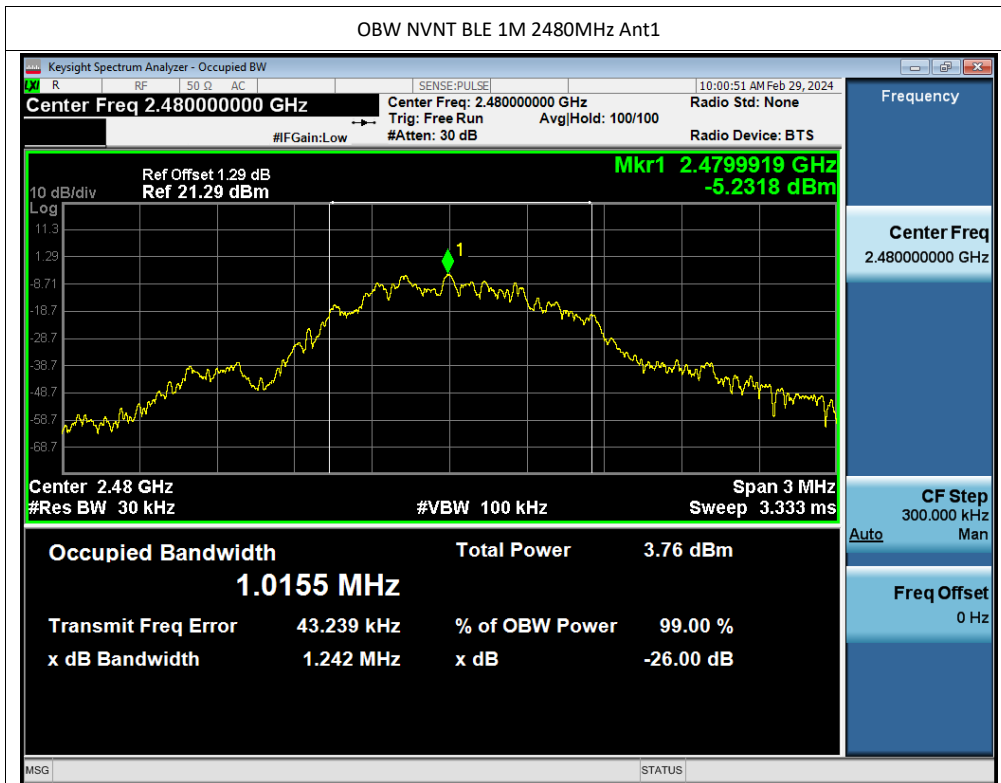 OBW NVNT BLE 1M 2480MHz Ant1
Keysight Spectrum Analyzer - Occupied BW
LXI R RF 50 Ω AC SENSE:PULSE 10:00:51 AM Feb 29, 2024
Center Freq 2.480000000 GHz Center Freq: 2.480000000 GHz Radio Std: None
Trig: Free Run Avg|Hold: 100/100
#IFGain:Low #Atten: 30 dB Radio Device: BTS
Mkr1 2.4799919 GHz
-5.2318 dBm
Ref Offset 1.29 dB
10 dB/div Ref 21.29 dBm
Log
11.3
1.29
-8.71
-18.7
-28.7
-38.7
-48.7
-58.7
-68.7
1
Center 2.48 GHz Span 3 MHz
#Res BW 30 kHz #VBW 100 kHz Sweep 3.333 ms
Occupied Bandwidth Total Power 3.76 dBm
1.0155 MHz
Transmit Freq Error 43.239 kHz % of OBW Power 99.00 %
x dB Bandwidth 1.242 MHz x dB -26.00 dB
Frequency
Center Freq
2.480000000 GHz
CF Step
300.000 kHz
Auto Man
Freq Offset
0 Hz
MSG STATUS